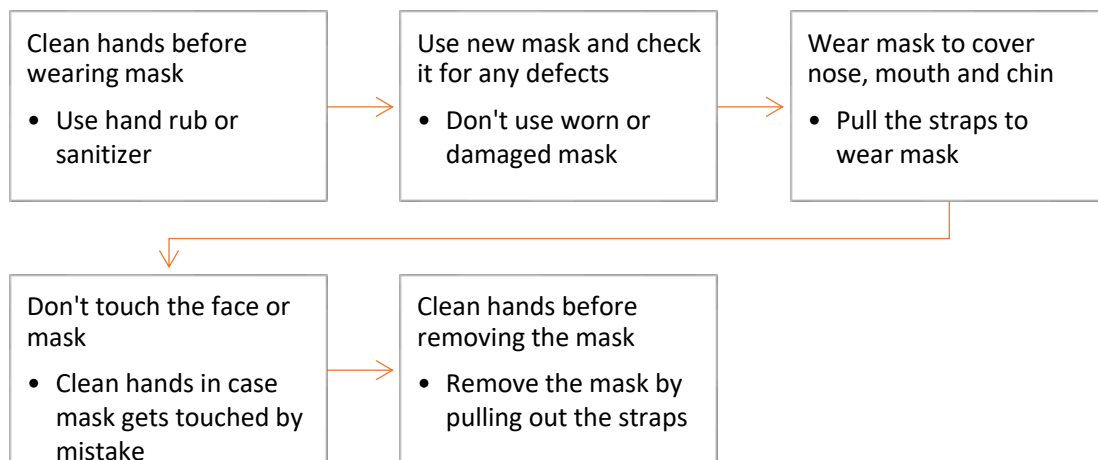 Clean hands before
wearing mask
• Use hand rub or
sanitizer
Use new mask and check
it for any defects
• Don't use worn or
damaged mask
Wear mask to cover
nose, mouth and chin
• Pull the straps to
wear mask
Don't touch the face or
mask
• Clean hands in case
mask gets touched by
mistake
Clean hands before
removing the mask
• Remove the mask by
pulling out the straps